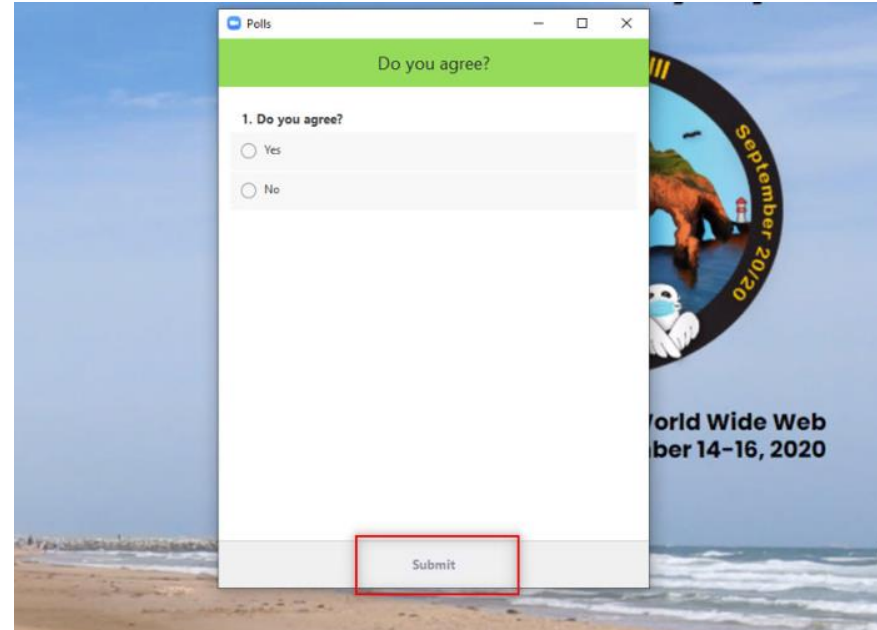 Polls
Do you agree?
1. Do you agree?
Yes
No
Submit
III
September 20/20
World Wide Web
ber 14-16, 2020